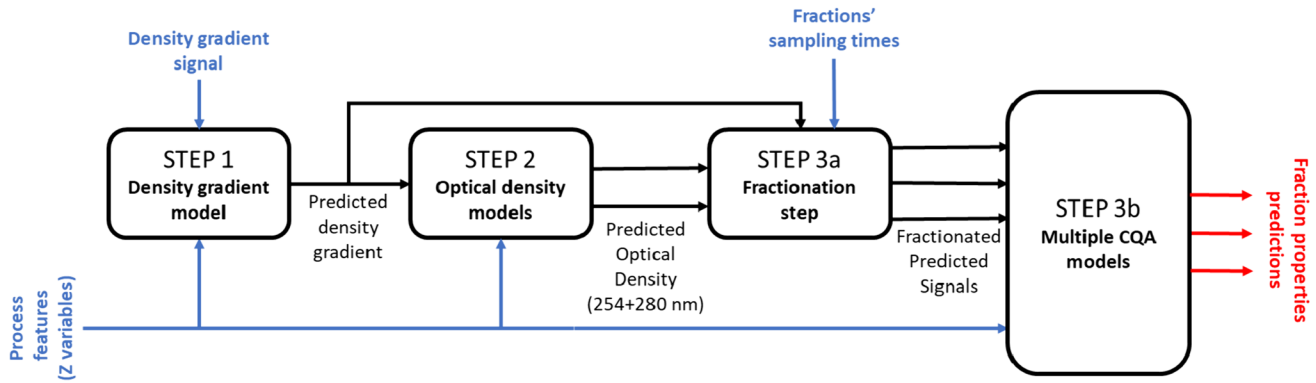 Density gradient
signal
Fractions'
sampling times
STEP 1
Density gradient
model
Predicted
density
gradient
STEP 2
Optical density
models
Predicted
Optical
Density
(254+280 nm)
STEP 3a
Fractionation
step
Fractionated
Predicted
Signals
STEP 3b
Multiple CQA
models
Fraction properties
predictions
Process
features
(Z variables)